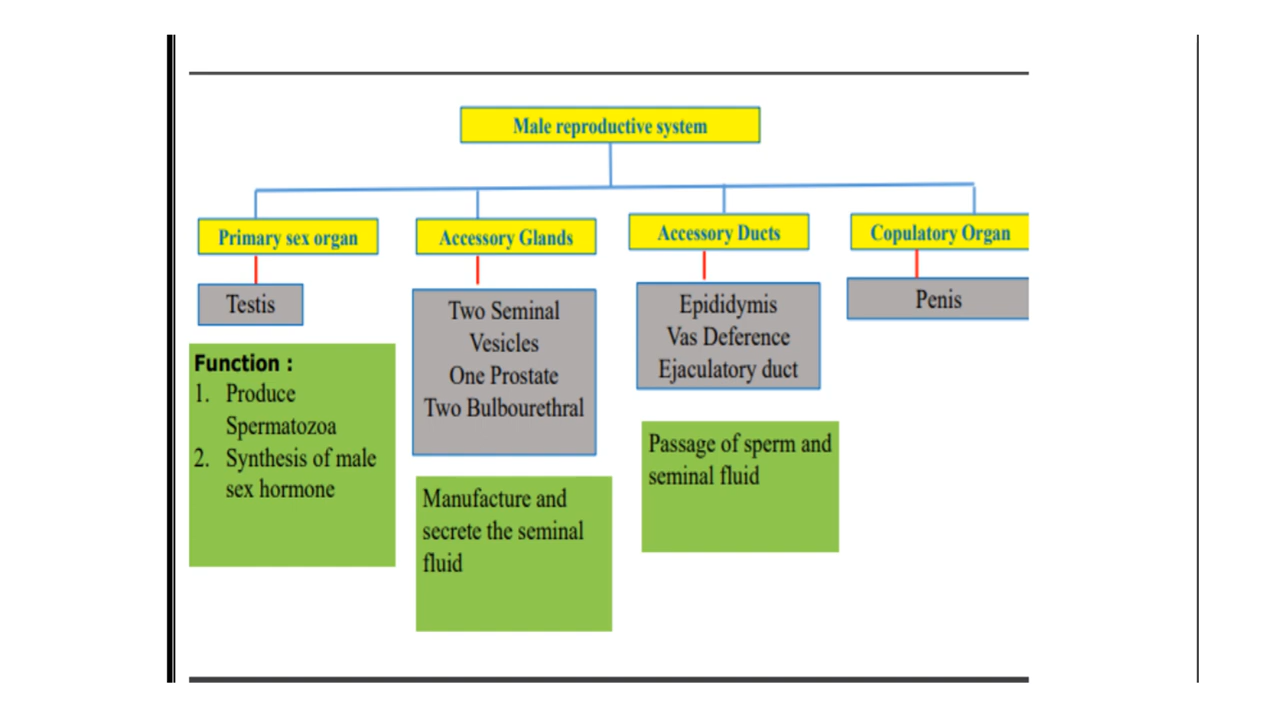 Male reproductive system
Primary sex organ
Accessory Glands
Accessory Ducts
Copulatory Organ
Testis
Two Seminal
Vesicles
One Prostate
Two Bulbourethral
Epididymis
Vas Deference
Ejaculatory duct
Penis
Function :
1. Produce
Spermatozoa
2. Synthesis of male
sex hormone
Manufacture and
secrete the seminal
fluid
Passage of sperm and
seminal fluid